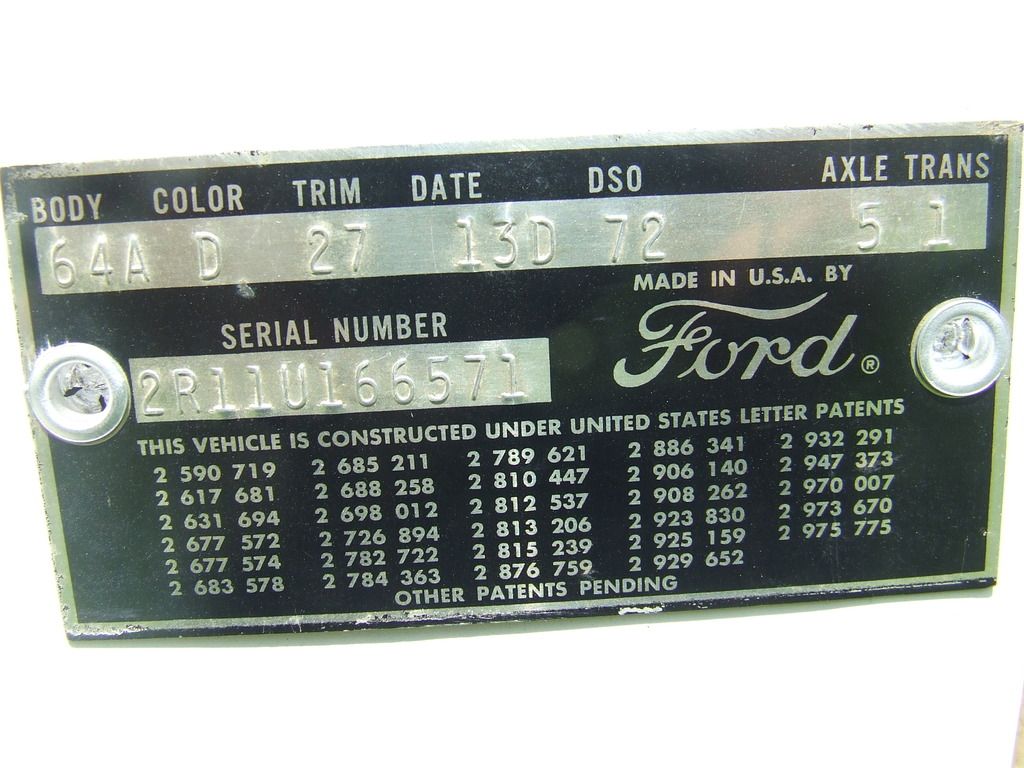 BODY COLOR TRIM DATE DSO AXLE TRANS
64A D 27 13D 72 5 1
MADE IN U.S.A. BY
Ford®
SERIAL NUMBER
2R11U166571
THIS VEHICLE IS CONSTRUCTED UNDER UNITED STATES LETTER PATENTS
2 590 719 2 685 211 2 789 621 2 886 341 2 932 291
2 617 681 2 688 258 2 810 447 2 906 140 2 947 373
2 631 694 2 698 012 2 812 537 2 908 262 2 970 007
2 677 572 2 726 894 2 813 206 2 923 830 2 973 670
2 677 574 2 782 722 2 815 239 2 925 159 2 975 775
2 683 578 2 784 363 2 876 759 2 929 652
OTHER PATENTS PENDING